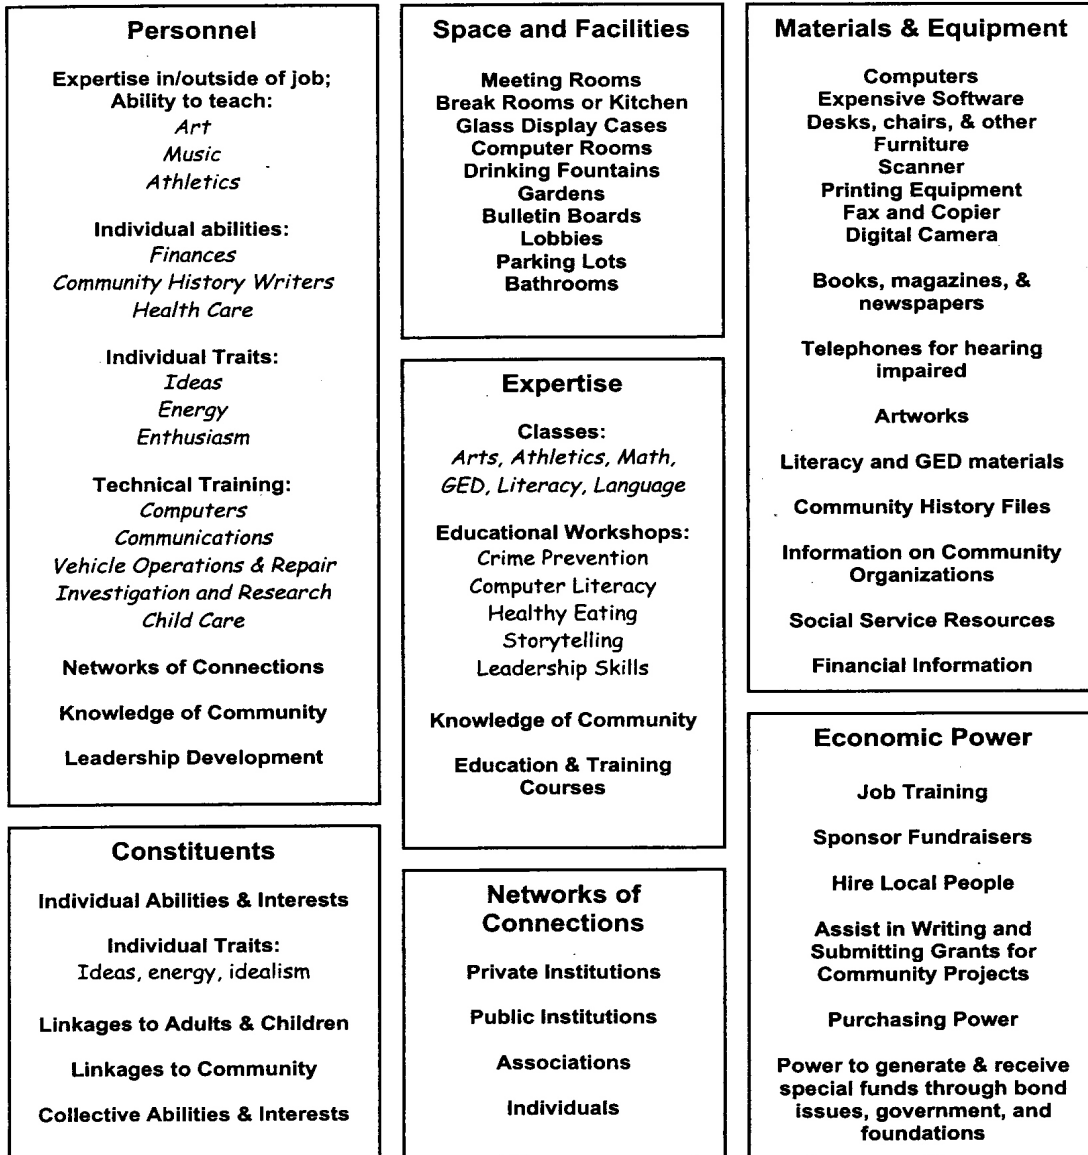 Personnel
Expertise in/outside of job;
Ability to teach:
Art
Music
Athletics
Individual abilities:
Finances
Community History Writers
Health Care
Individual Traits:
Ideas
Energy
Enthusiasm
Technical Training:
Computers
Communications
Vehicle Operations & Repair
Investigation and Research
Child Care
Networks of Connections
Knowledge of Community
Leadership Development
Constituents
Individual Abilities & Interests
Individual Traits:
Ideas, energy, idealism
Linkages to Adults & Children
Linkages to Community
Collective Abilities & Interests
Space and Facilities
Meeting Rooms
Break Rooms or Kitchen
Glass Display Cases
Computer Rooms
Drinking Fountains
Gardens
Bulletin Boards
Lobbies
Parking Lots
Bathrooms
Expertise
Classes:
Arts, Athletics, Math,
GED, Literacy, Language
Educational Workshops:
Crime Prevention
Computer Literacy
Healthy Eating
Storytelling
Leadership Skills
Knowledge of Community
Education & Training
Courses
Networks of
Connections
Private Institutions
Public Institutions
Associations
Individuals
Materials & Equipment
Computers
Expensive Software
Desks, chairs, & other
Furniture
Scanner
Printing Equipment
Fax and Copier
Digital Camera
Books, magazines, &
newspapers
Telephones for hearing
impaired
Artworks
Literacy and GED materials
Community History Files
Information on Community
Organizations
Social Service Resources
Financial Information
Economic Power
Job Training
Sponsor Fundraisers
Hire Local People
Assist in Writing and
Submitting Grants for
Community Projects
Purchasing Power
Power to generate & receive
special funds through bond
issues, government, and
foundations